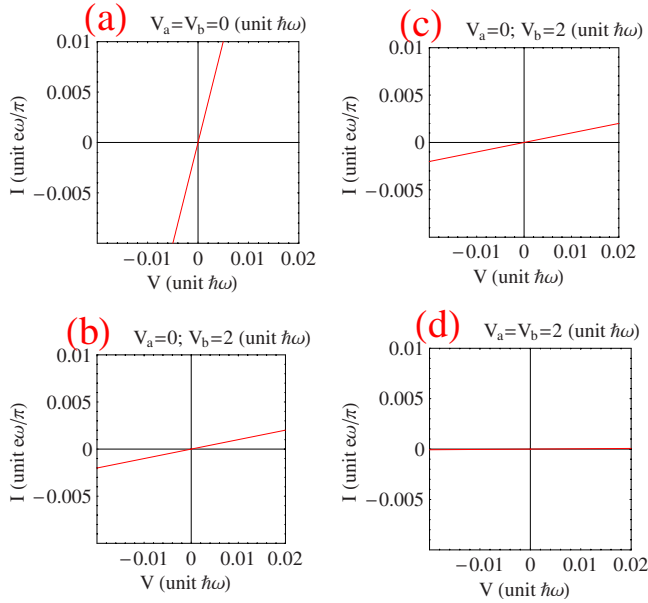 (a)
V_a=V_b=0 (unit ħω)
0.01
0.005
0
−0.005
I (unit eω/π)
−0.01 0 0.01 0.02
V (unit ħω)
(c)
V_a=0; V_b=2 (unit ħω)
0.01
0.005
0
−0.005
I (unit eω/π)
−0.01 0 0.01 0.02
V (unit ħω)
(b)
V_a=0; V_b=2 (unit ħω)
0.01
0.005
0
−0.005
I (unit eω/π)
−0.01 0 0.01 0.02
V (unit ħω)
(d)
V_a=V_b=2 (unit ħω)
0.01
0.005
0
−0.005
I (unit eω/π)
−0.01 0 0.01 0.02
V (unit ħω)